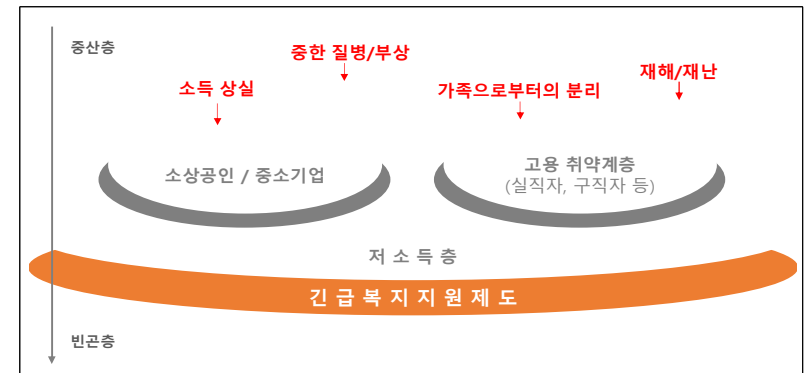 중산층
중한 질병/부상
소득 상실
재해/재난
가족으로부터의 분리
소상공인 / 중소기업
고용 취약계층
(실직자, 구직자 등)
저 소 득 층
긴 급 복 지 지 원 제 도
빈곤층